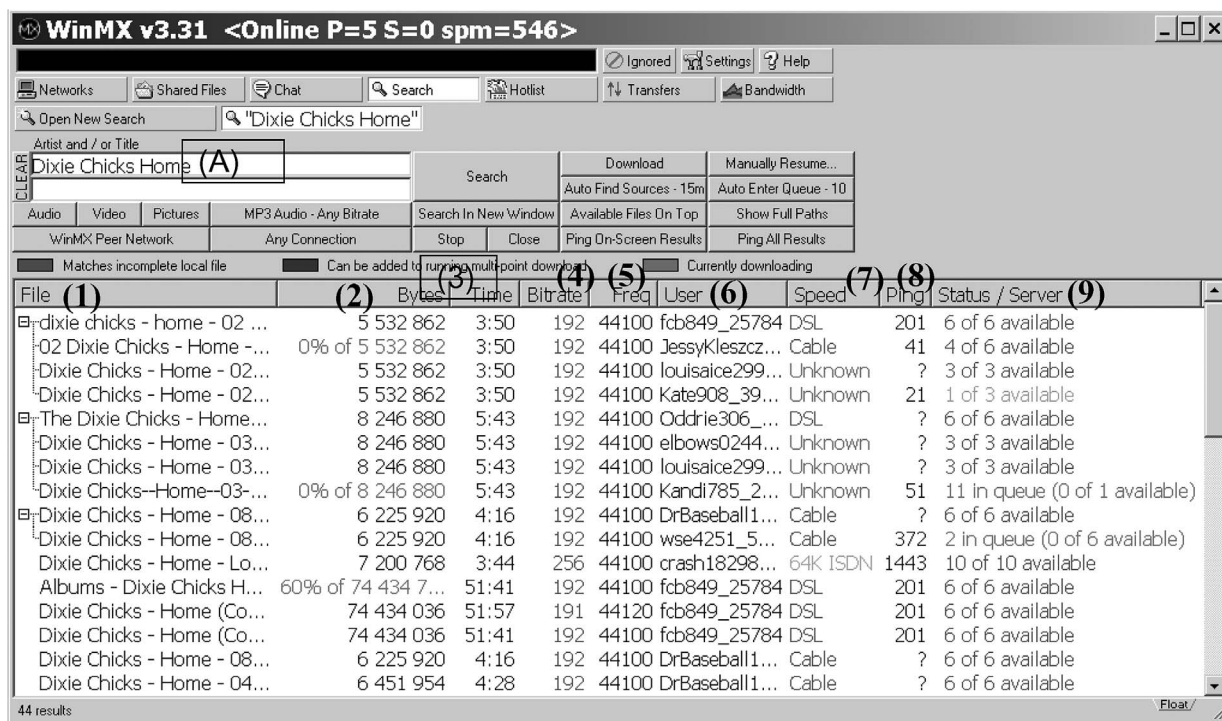 WinMX v3.31 <Online P=5 S=0 spm=546>
Ignored Settings Help
Networks Shared Files Chat Search Hotlist Transfers Bandwidth
Open New Search "Dixie Chicks Home"
Artist and / or Title
CLEAR Dixie Chicks Home (A) Search Download Manually Resume...
Auto Find Sources - 15m Auto Enter Queue - 10
Audio Video Pictures MP3 Audio - Any Bitrate Search In New Window Available Files On Top Show Full Paths
WinMX Peer Network Any Connection Stop Close Ping On-Screen Results Ping All Results
Matches incomplete local file Can be added to running multi-point download Currently downloading
File (1) (2) Bytes (3) Time Bitrate (4) Freq (5) User (6) Speed (7) Ping (8) Status / Server (9)
dixie chicks - home - 02 ... 5 532 862 3:50 192 44100 fcb849_25784 DSL 201 6 of 6 available
02 Dixie Chicks - Home -... 0% of 5 532 862 3:50 192 44100 JessyKleszcz... Cable 41 4 of 6 available
Dixie Chicks - Home - 02... 5 532 862 3:50 192 44100 louisaice299... Unknown ? 3 of 3 available
Dixie Chicks - Home - 02... 5 532 862 3:50 192 44100 Kate908_39... Unknown 21 1 of 3 available
The Dixie Chicks - Home... 8 246 880 5:43 192 44100 Oddrie306_... DSL ? 6 of 6 available
Dixie Chicks - Home - 03... 8 246 880 5:43 192 44100 elbows0244... Unknown ? 3 of 3 available
Dixie Chicks - Home - 03... 8 246 880 5:43 192 44100 louisaice299... Unknown ? 3 of 3 available
Dixie Chicks--Home--03-... 0% of 8 246 880 5:43 192 44100 Kandi785_2... Unknown 51 11 in queue (0 of 1 available)
Dixie Chicks - Home - 08... 6 225 920 4:16 192 44100 DrBaseball1... Cable ? 6 of 6 available
Dixie Chicks - Home - 08... 6 225 920 4:16 192 44100 wse4251_5... Cable 372 2 in queue (0 of 6 available)
Dixie Chicks - Home - Lo... 7 200 768 3:44 256 44100 crash18298... 64K ISDN 1443 10 of 10 available
Albums - Dixie Chicks H... 60% of 74 434 7... 51:41 192 44100 fcb849_25784 DSL 201 6 of 6 available
Dixie Chicks - Home (Co... 74 434 036 51:57 191 44120 fcb849_25784 DSL 201 6 of 6 available
Dixie Chicks - Home (Co... 74 434 036 51:41 192 44100 fcb849_25784 DSL 201 6 of 6 available
Dixie Chicks - Home - 08... 6 225 920 4:16 192 44100 DrBaseball1... Cable ? 6 of 6 available
Dixie Chicks - Home - 04... 6 451 954 4:28 192 44100 DrBaseball1... Cable ? 6 of 6 available
44 results Float